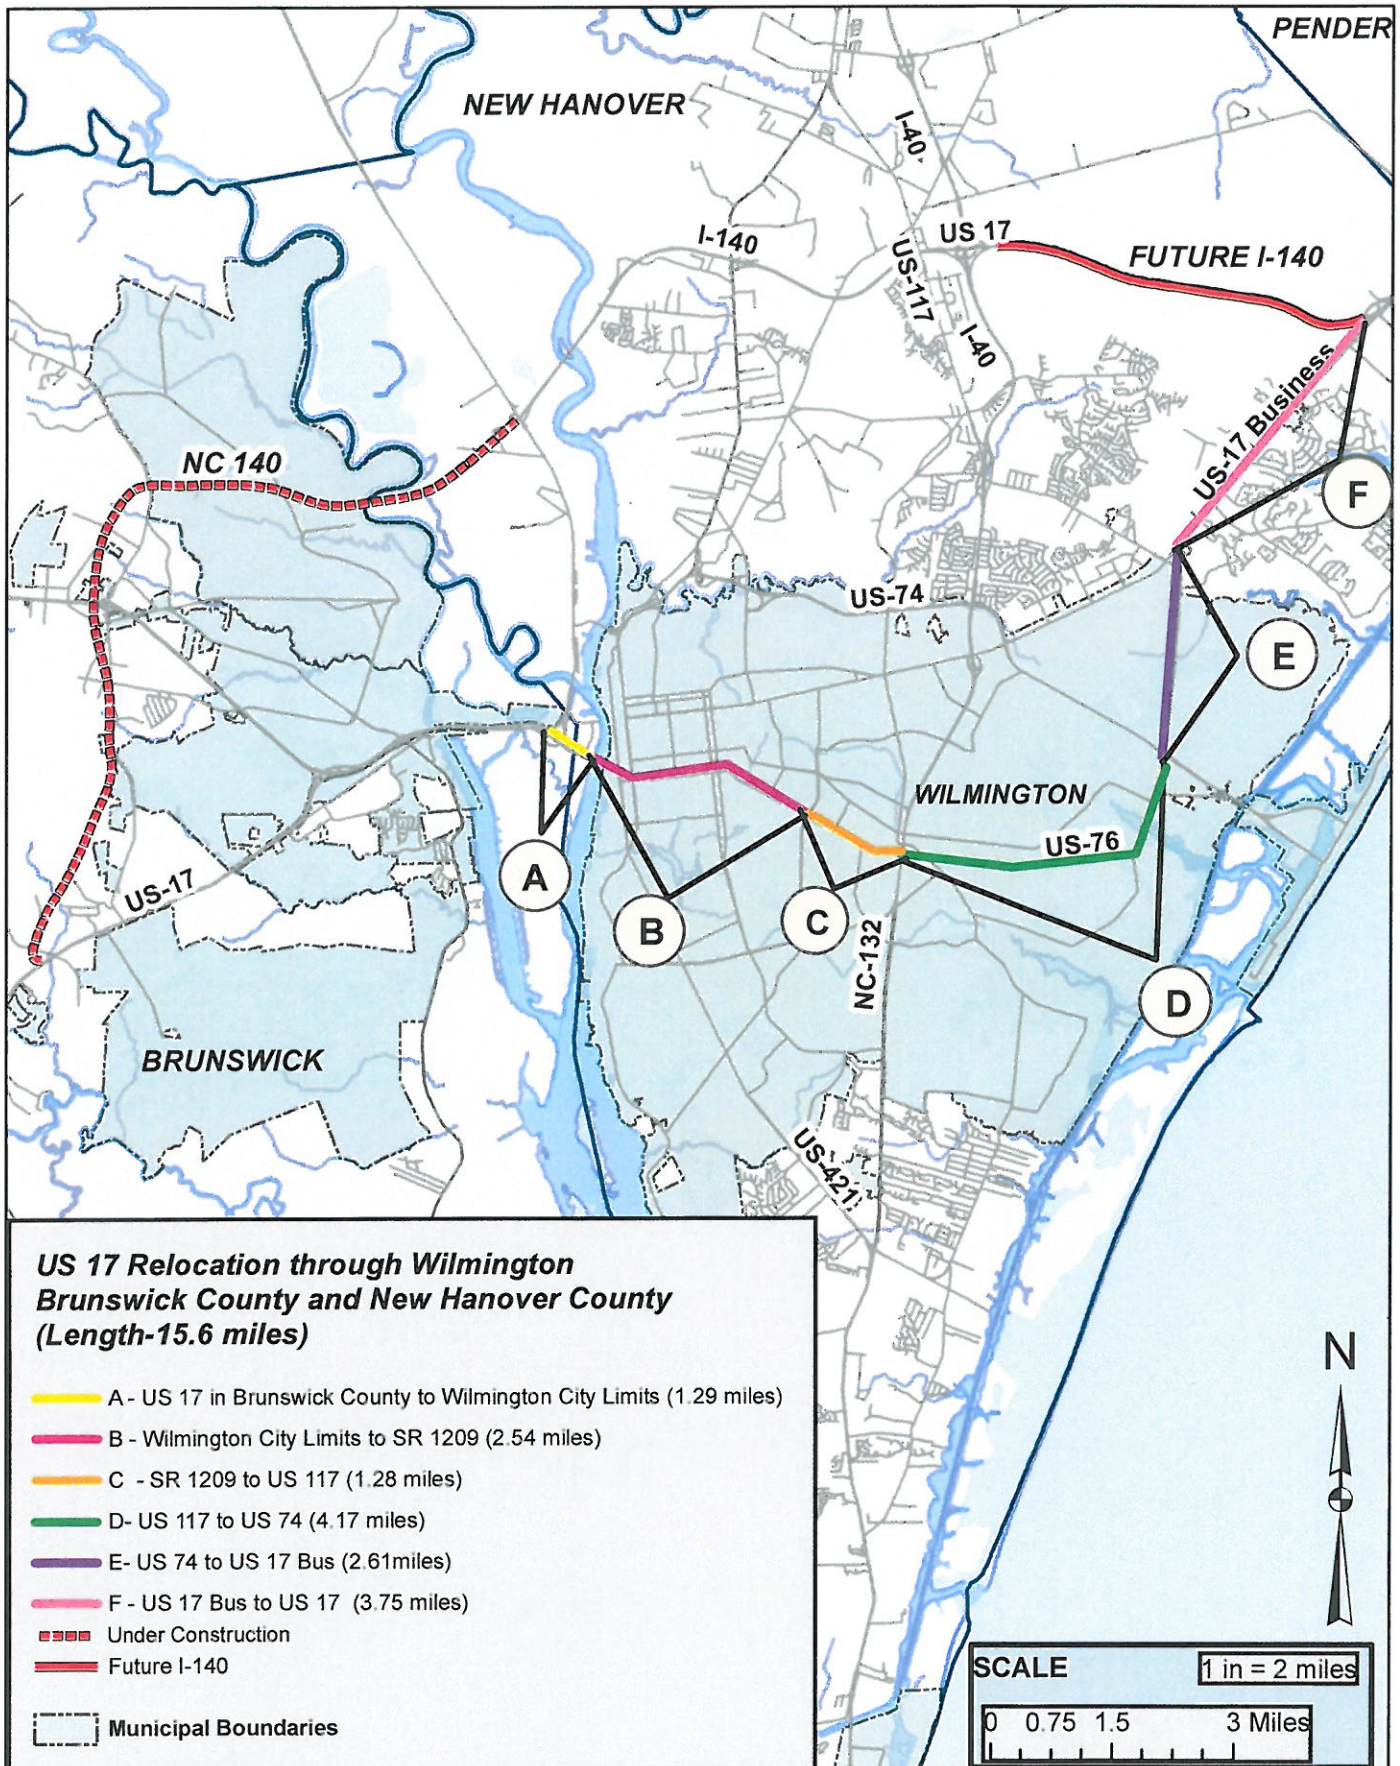 PENDER
NEW HANOVER
I-40
I-140
US 17
US-117
FUTURE I-140
I-40
US-17 Business
NC 140
F
US-74
E
WILMINGTON
US-76
A
US-17
B
C
NC-132
D
BRUNSWICK
US-421
US 17 Relocation through Wilmington
Brunswick County and New Hanover County
(Length-15.6 miles)
A - US 17 in Brunswick County to Wilmington City Limits (1.29 miles)
B - Wilmington City Limits to SR 1209 (2.54 miles)
C - SR 1209 to US 117 (1.28 miles)
D- US 117 to US 74 (4.17 miles)
E- US 74 to US 17 Bus (2.61miles)
F - US 17 Bus to US 17 (3.75 miles)
Under Construction
Future I-140
Municipal Boundaries
N
SCALE
1 in = 2 miles
0 0.75 1.5 3 Miles